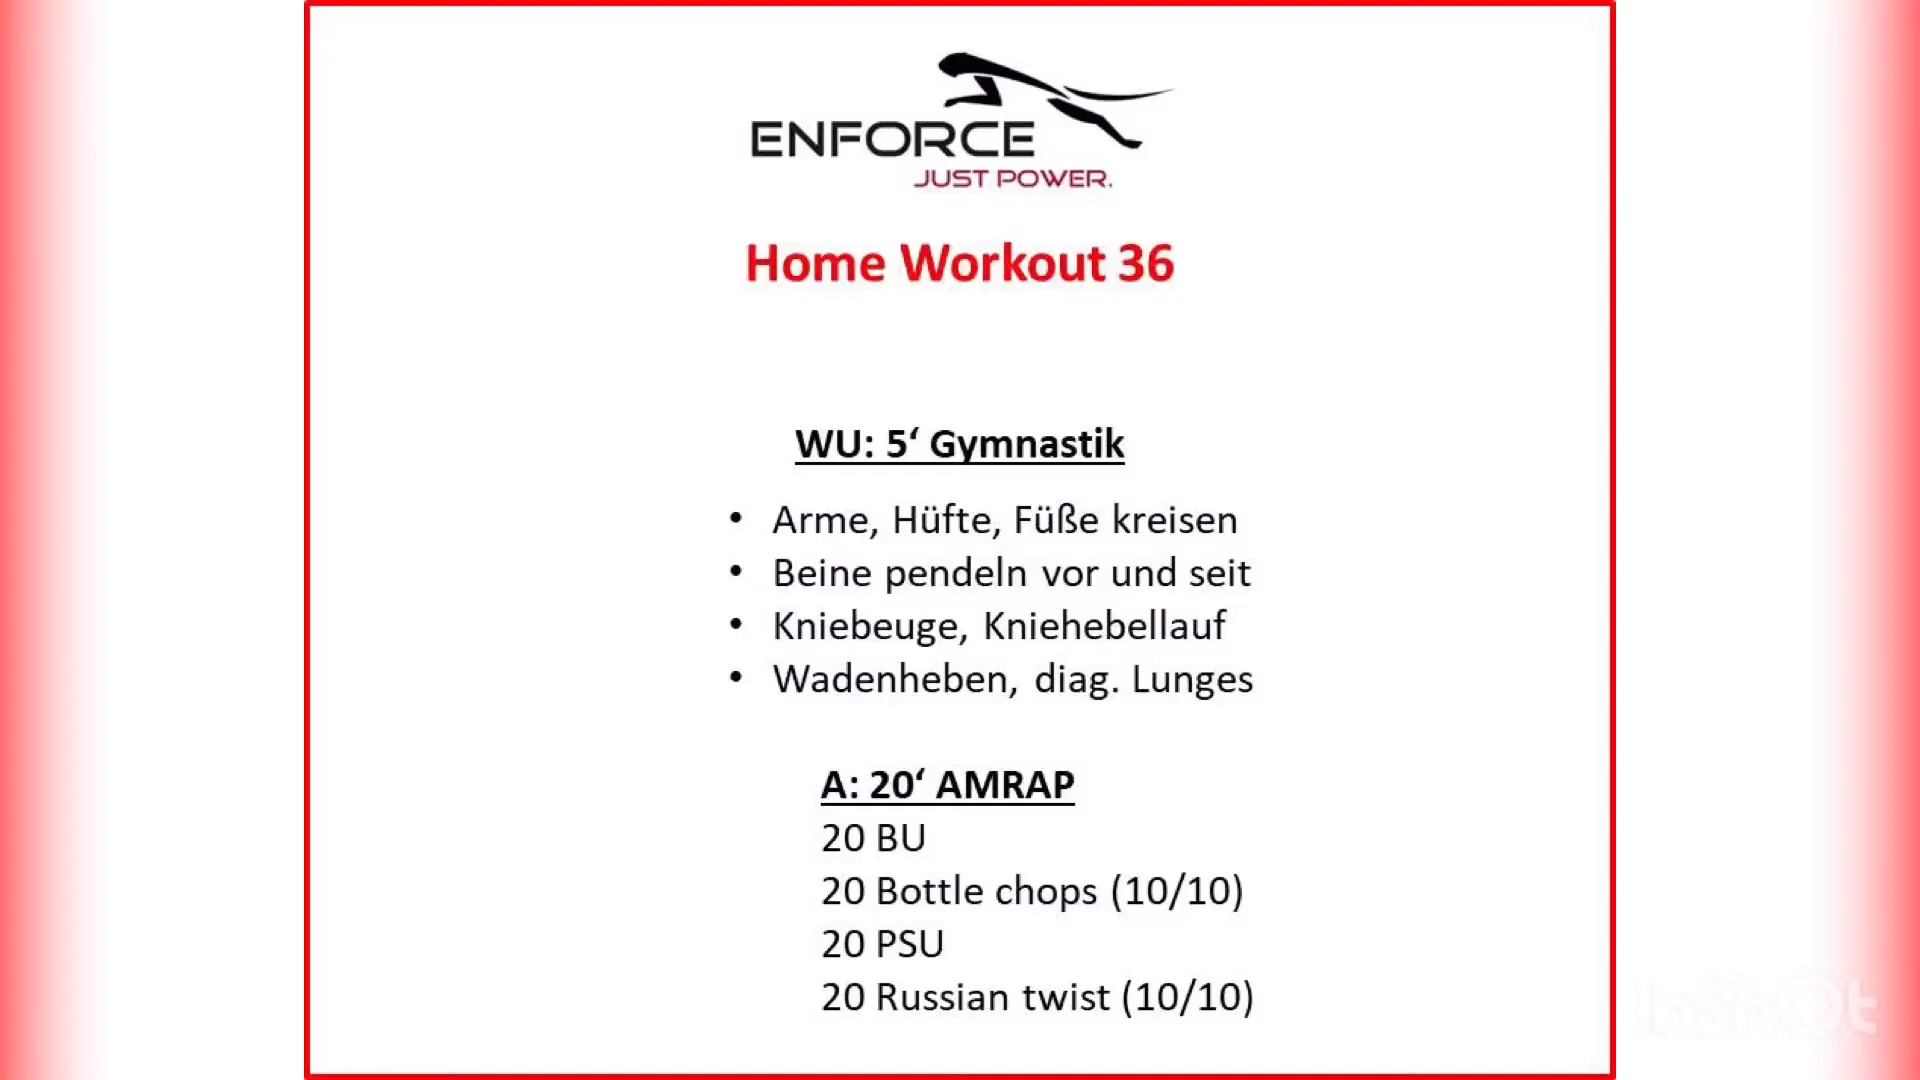 ENFORCE
JUST POWER.
Home Workout 36
WU: 5‘ Gymnastik
• Arme, Hüfte, Füße kreisen
• Beine pendeln vor und seit
• Kniebeuge, Kniehebellauf
• Wadenheben, diag. Lunges
A: 20‘ AMRAP
20 BU
20 Bottle chops (10/10)
20 PSU
20 Russian twist (10/10)
InShOt